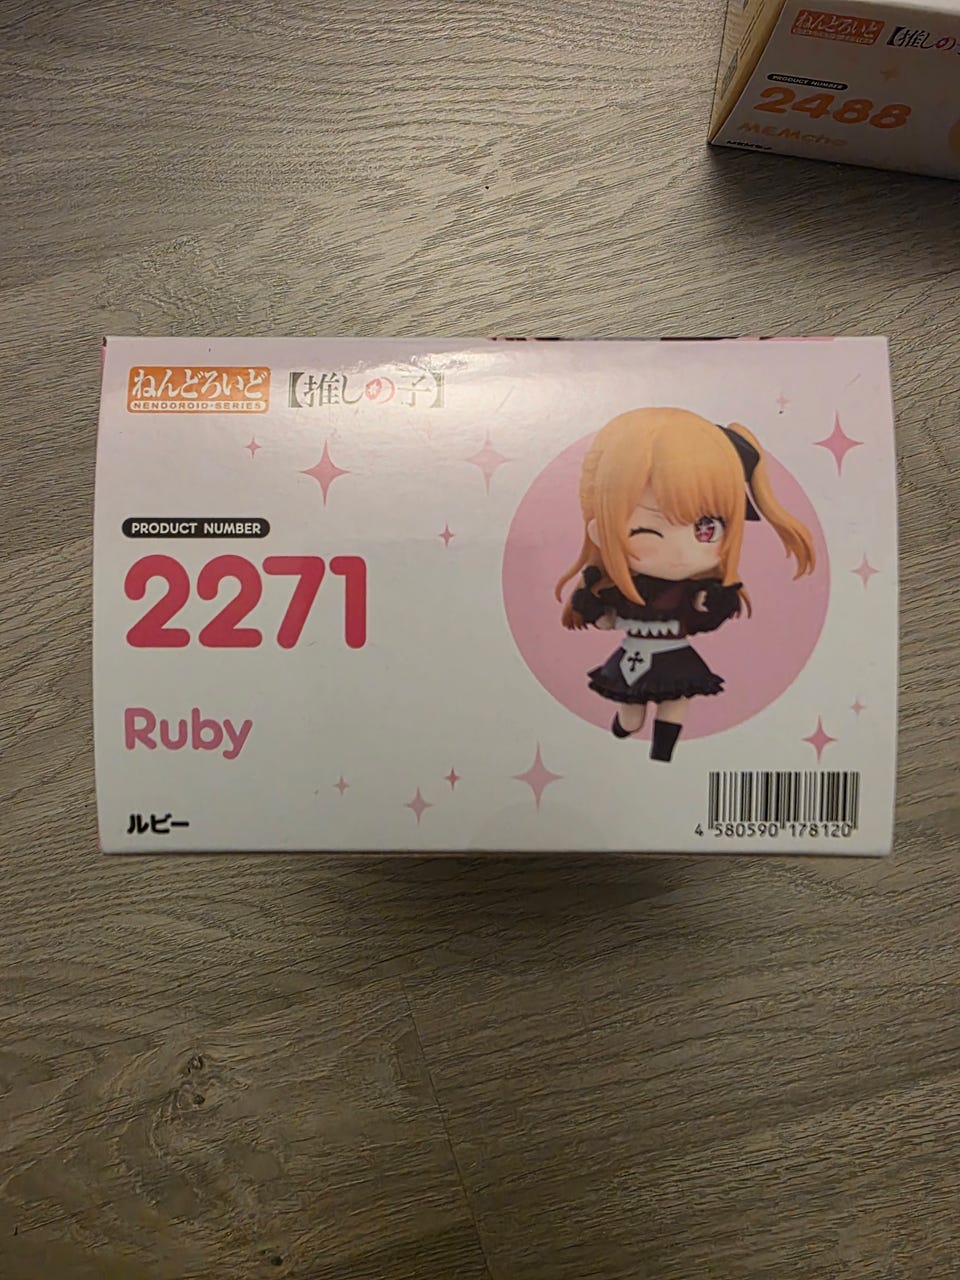 ねんどろいど
【推しの子
PRODUCT NUMBER
2488
MEMcho
ねんどろいど
NENDOROID・SERIES
【推しの子】
PRODUCT NUMBER
2271
Ruby
ルビー
4 580590 178120